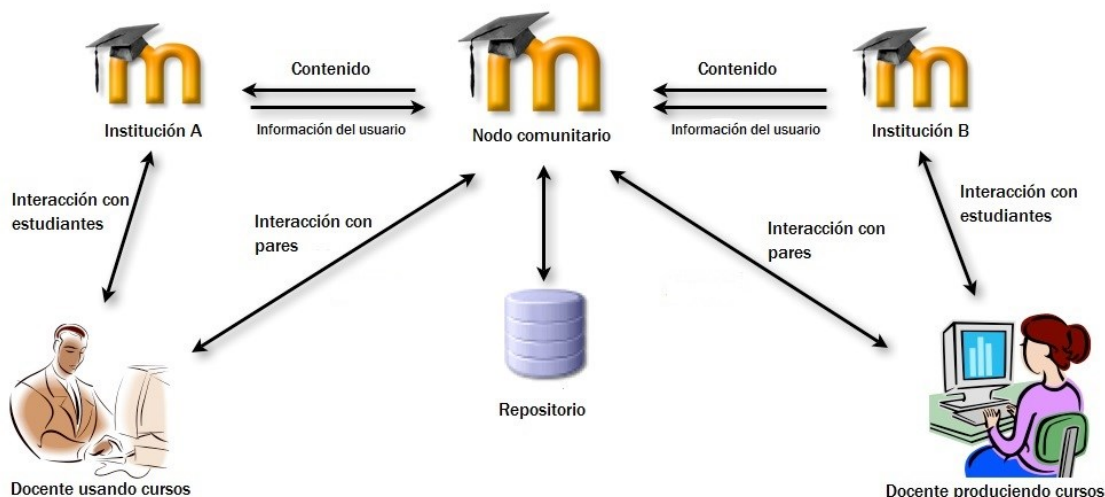 m
m
m
Contenido
Contenido
Institución A
Información del usuario
Nodo comunitario
Información del usuario
Institución B
Interacción con
estudiantes
Interacción con
pares
Interacción con
pares
Interacción con
estudiantes
Repositorio
Docente usando cursos
Docente produciendo cursos